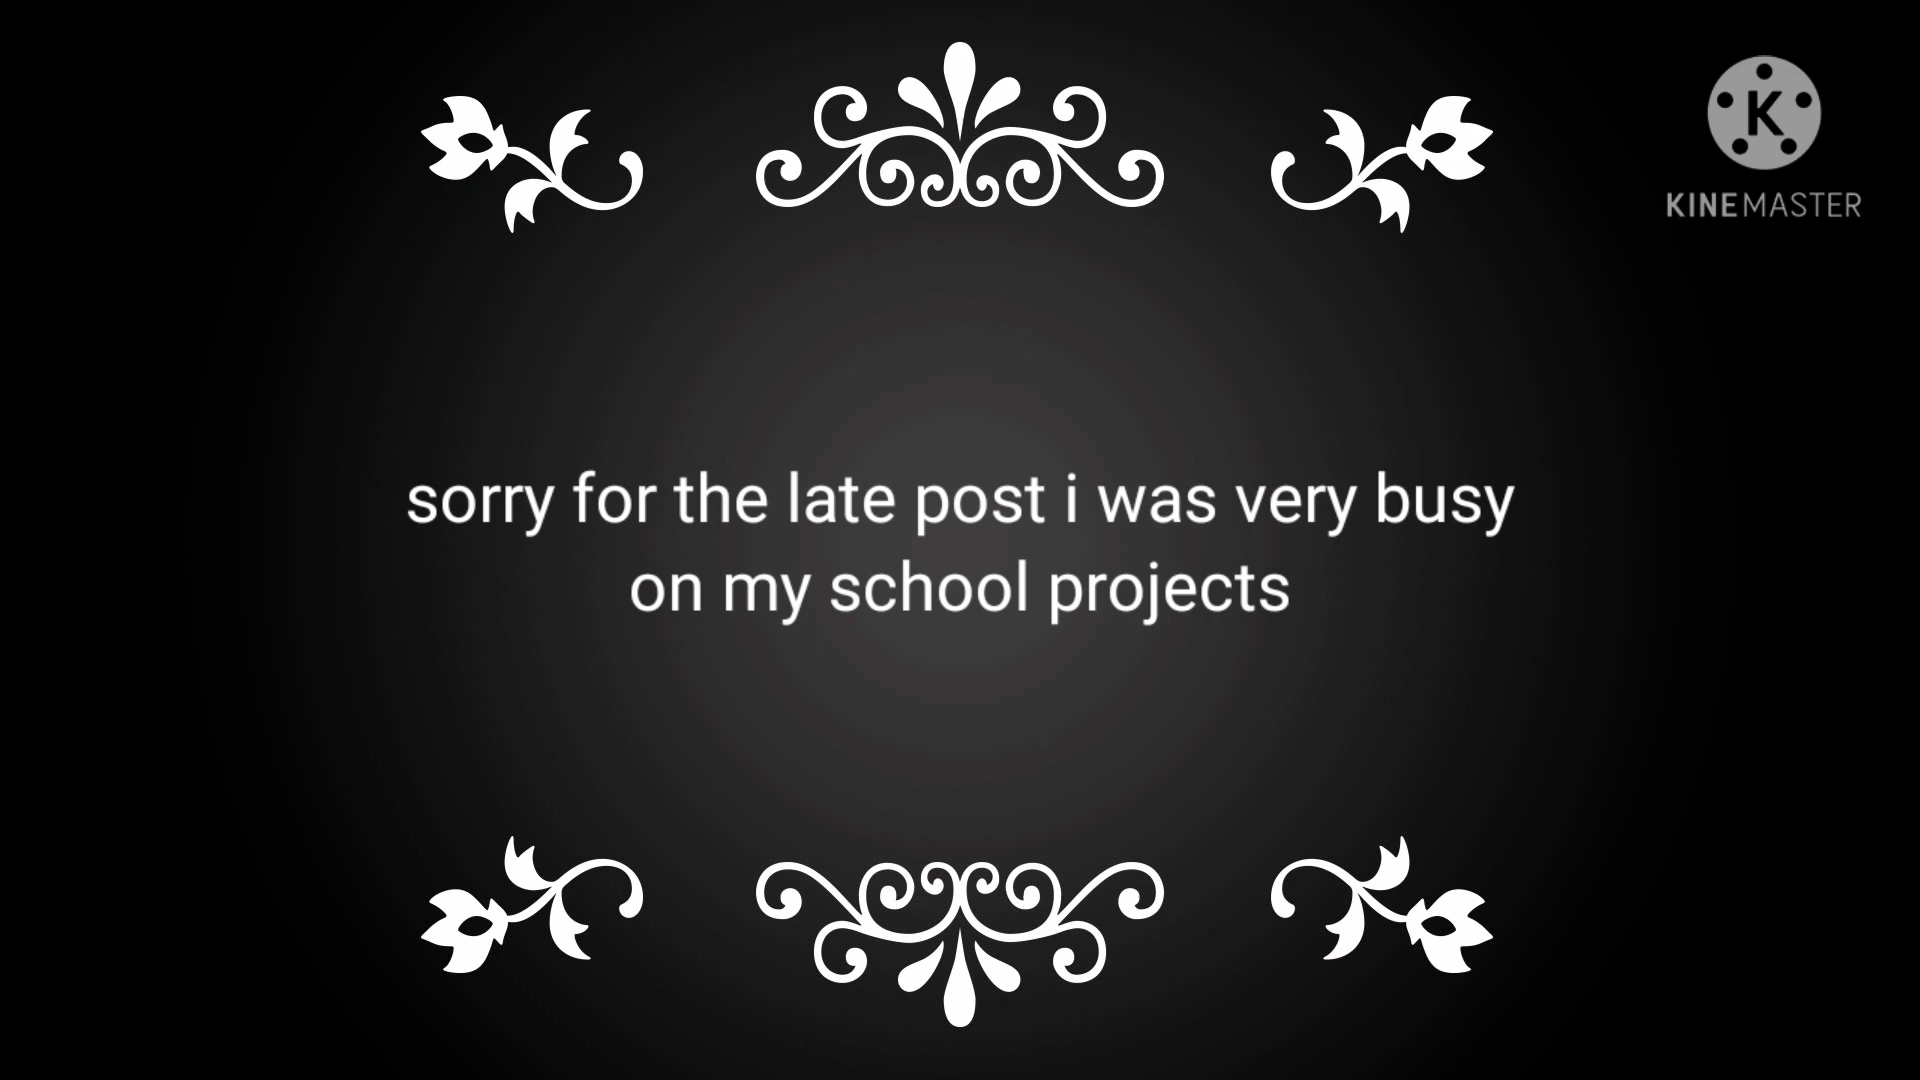 K
KINEMASTER
sorry for the late post i was very busy
on my school projects